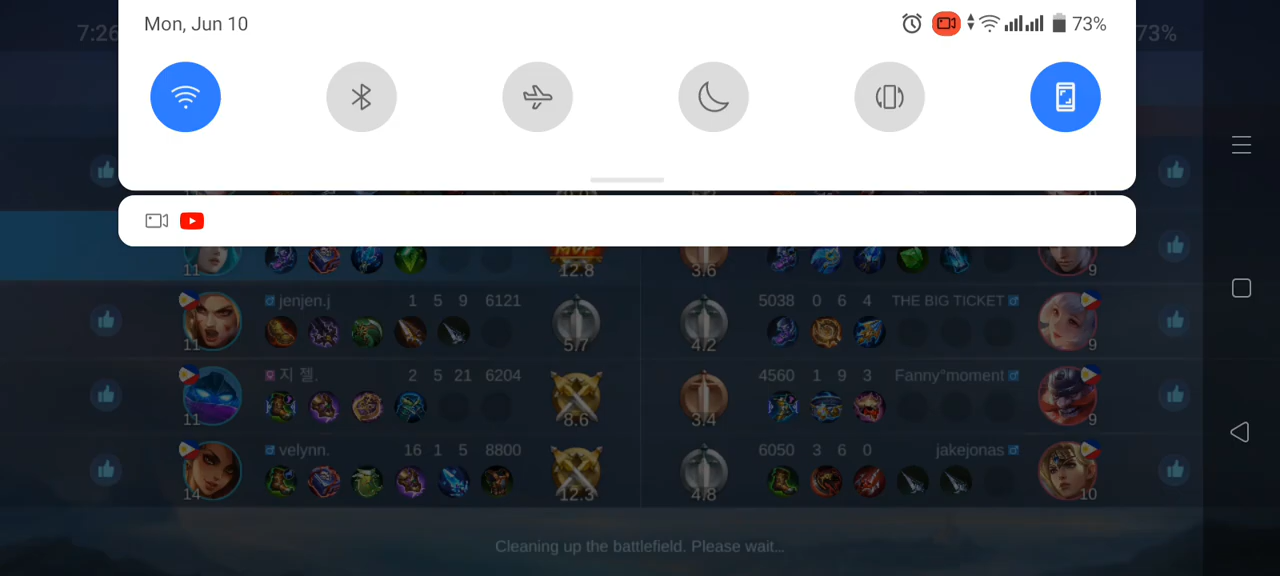 Mon, Jun 10 73%
7:26 73%
11 12.8 3.6 9
jenjen.j 1 5 9 6121 5038 0 6 4 THE BIG TICKET
11 5.7 4.2 9
지 젤. 2 5 21 6204 4560 1 9 3 Fanny°moment
11 8.6 3.4 9
velynn. 16 1 5 8800 6050 3 6 0 jakejonas
14 12.3 4.8 10
Cleaning up the battlefield. Please wait...